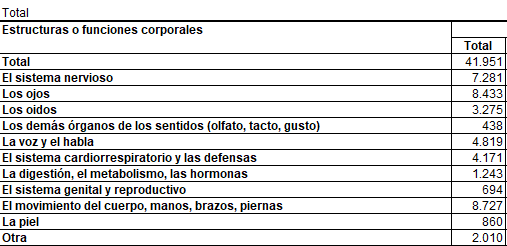 Total
Estructuras o funciones corporales
Total
Total 41.951
El sistema nervioso 7.281
Los ojos 8.433
Los oidos 3.275
Los demás órganos de los sentidos (olfato, tacto, gusto) 438
La voz y el habla 4.819
El sistema cardiorrespiratorio y las defensas 4.171
La digestión, el metabolismo, las hormonas 1.243
El sistema genital y reproductivo 694
El movimiento del cuerpo, manos, brazos, piernas 8.727
La piel 860
Otra 2.010